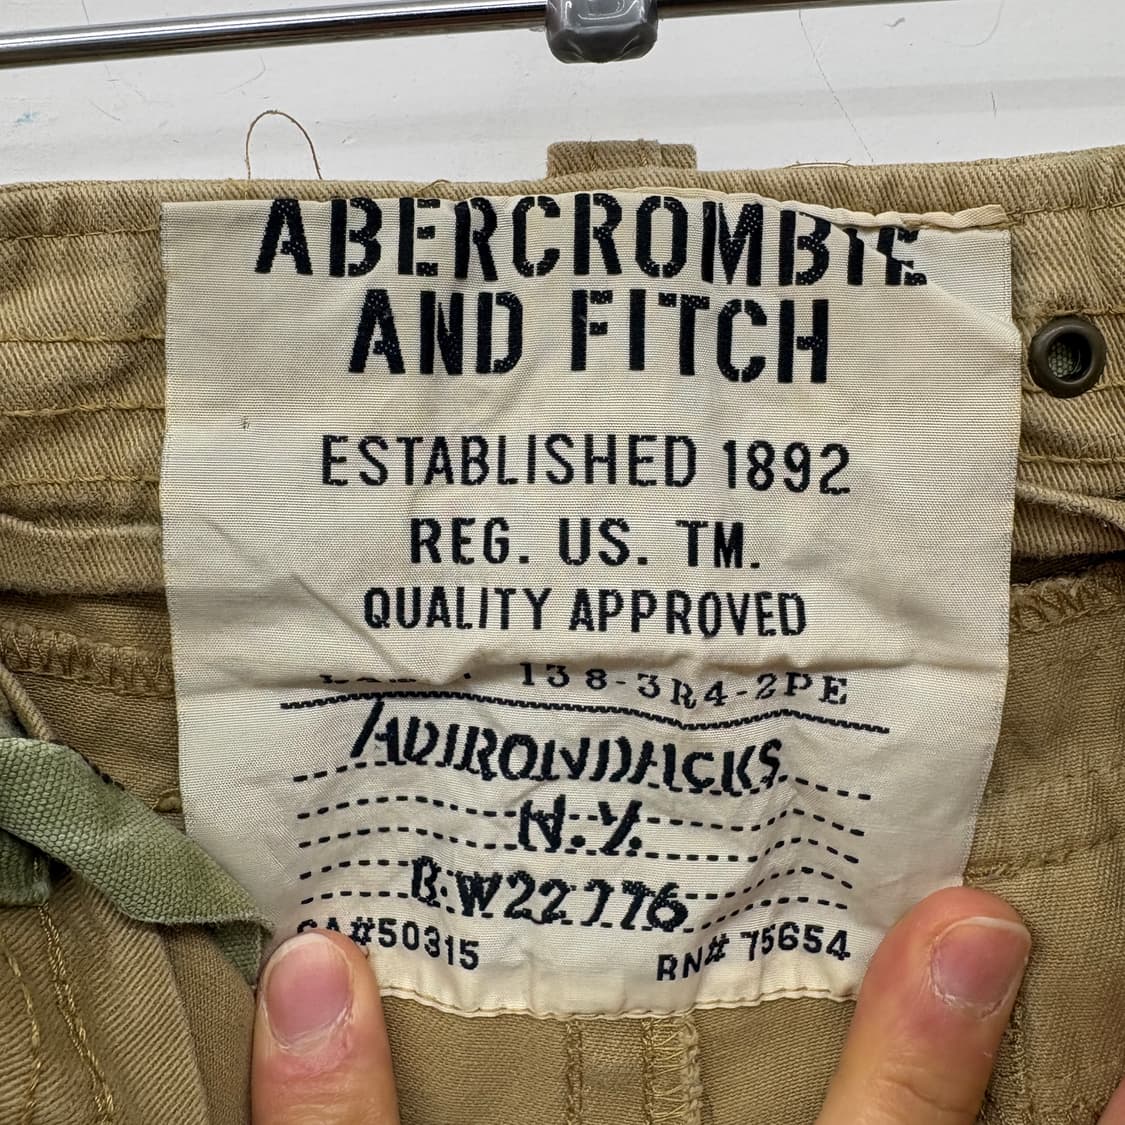 ABERCROMBIE
AND FITCH
ESTABLISHED 1892
REG. US. TM.
QUALITY APPROVED
138-3R4-2PE
ADIRONDACKS
N.Y.
B-W22776
CA#50315
RN# 75654